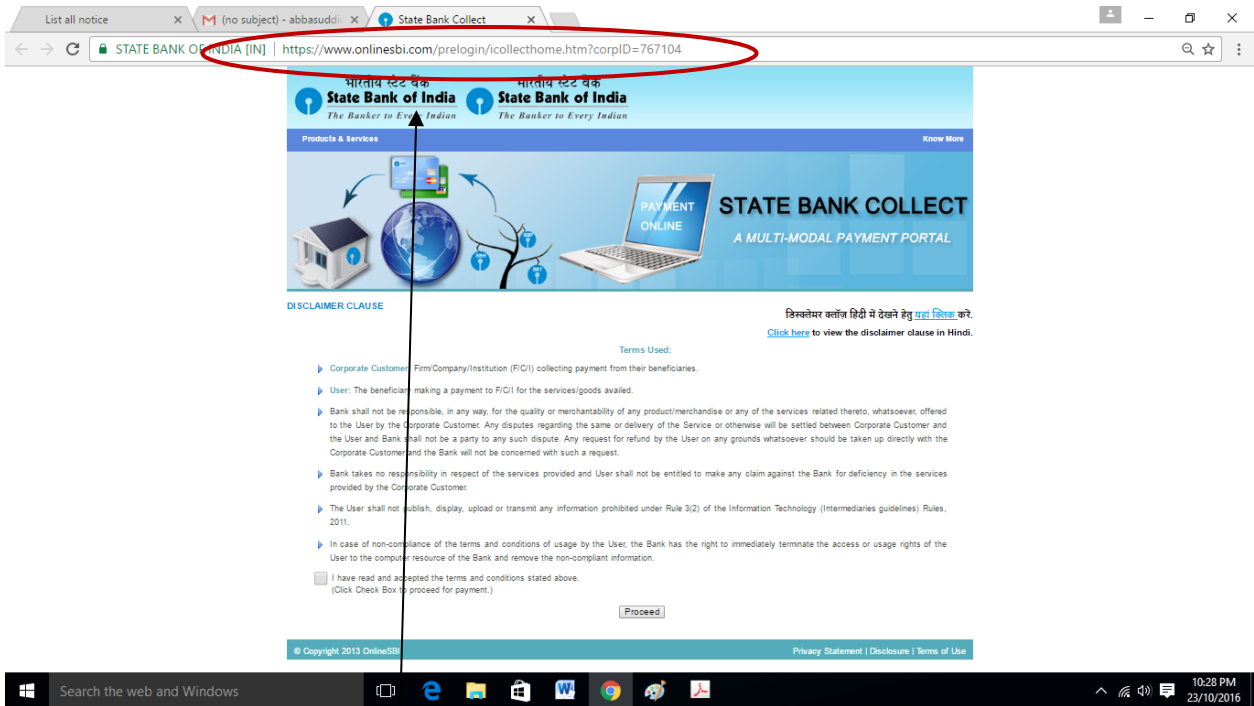 List all notice
(no subject) - abbasuddi
State Bank Collect
STATE BANK OF INDIA [IN] | https://www.onlinesbi.com/prelogin/icollecthome.htm?corpID=767104
भारतीय स्टेट बैंक भारतीय स्टेट बैंक
State Bank of India State Bank of India
The Banker to Every Indian The Banker to Every Indian
Products & Services Know More
PAYMENT
ONLINE
STATE BANK COLLECT
A MULTI-MODAL PAYMENT PORTAL
SBH
SBT
DISCLAIMER CLAUSE
डिस्क्लेमर क्लॉज़ हिंदी में देखने हेतु यहां क्लिक करें.
Click here to view the disclaimer clause in Hindi.
Terms Used:
Corporate Customer: Firm/Company/Institution (F/C/I) collecting payment from their beneficiaries.
User: The beneficiary making a payment to F/C/I for the services/goods availed.
Bank shall not be responsible, in any way, for the quality or merchantability of any product/merchandise or any of the services related thereto, whatsoever, offered
to the User by the Corporate Customer. Any disputes regarding the same or delivery of the Service or otherwise will be settled between Corporate Customer and
the User and Bank shall not be a party to any such dispute. Any request for refund by the User on any grounds whatsoever should be taken up directly with the
Corporate Customer and the Bank will not be concerned with such a request.
Bank takes no responsibility in respect of the services provided and User shall not be entitled to make any claim against the Bank for deficiency in the services
provided by the Corporate Customer.
The User shall not publish, display, upload or transmit any information prohibited under Rule 3(2) of the Information Technology (Intermediaries guidelines) Rules,
2011.
In case of non-compliance of the terms and conditions of usage by the User, the Bank has the right to immediately terminate the access or usage rights of the
User to the computer resource of the Bank and remove the non-compliant information.
I have read and accepted the terms and conditions stated above.
(Click Check Box to proceed for payment.)
Proceed
© Copyright 2013 OnlineSBI Privacy Statement | Disclosure | Terms of Use
Search the web and Windows
10:28 PM
23/10/2016